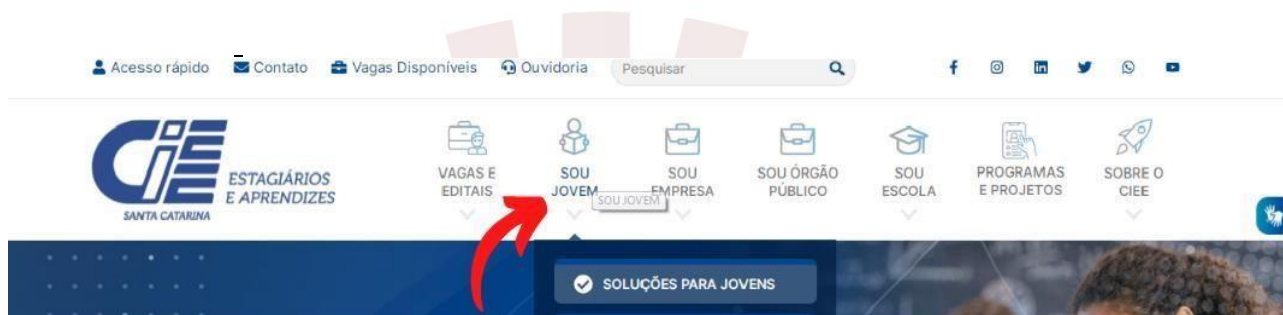 Acesso rápido Contato Vagas Disponíveis Ouvidoria Pesquisar
CIEE
ESTAGIÁRIOS
E APRENDIZES
SANTA CATARINA
VAGAS E
EDITAIS
SOU
JOVEM
SOU JOVEM
SOU
EMPRESA
SOU ÓRGÃO
PÚBLICO
SOU
ESCOLA
PROGRAMAS
E PROJETOS
SOBRE O
CIEE
SOLUÇÕES PARA JOVENS